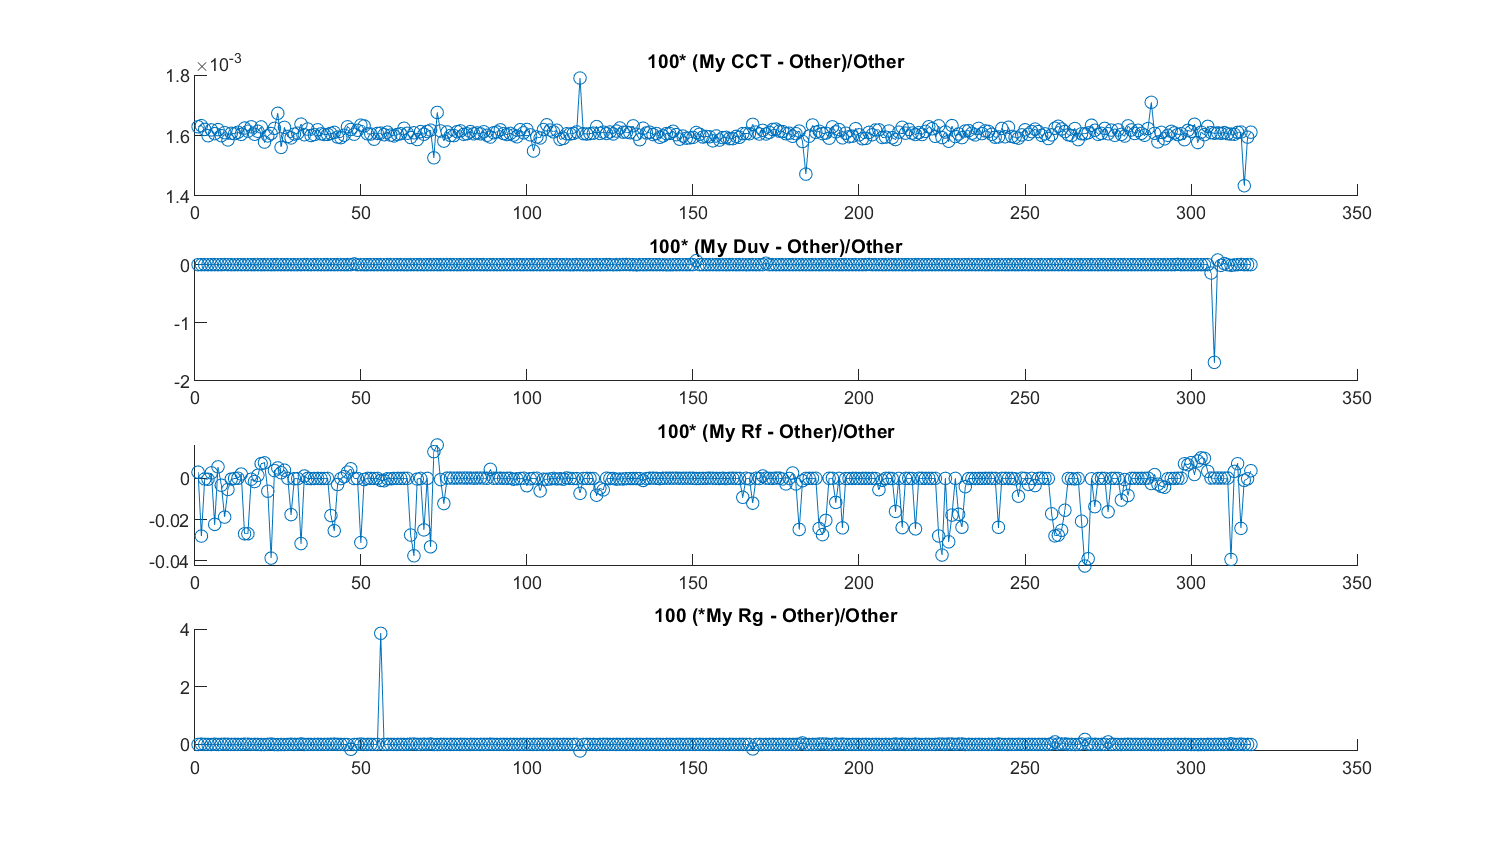 100* (My CCT - Other)/Other
×10-3
1.8
1.6
1.4
0 50 100 150 200 250 300 350
100* (My Duv - Other)/Other
0
-1
-2
0 50 100 150 200 250 300 350
100* (My Rf - Other)/Other
0
-0.02
-0.04
0 50 100 150 200 250 300 350
100 (*My Rg - Other)/Other
4
2
0
0 50 100 150 200 250 300 350